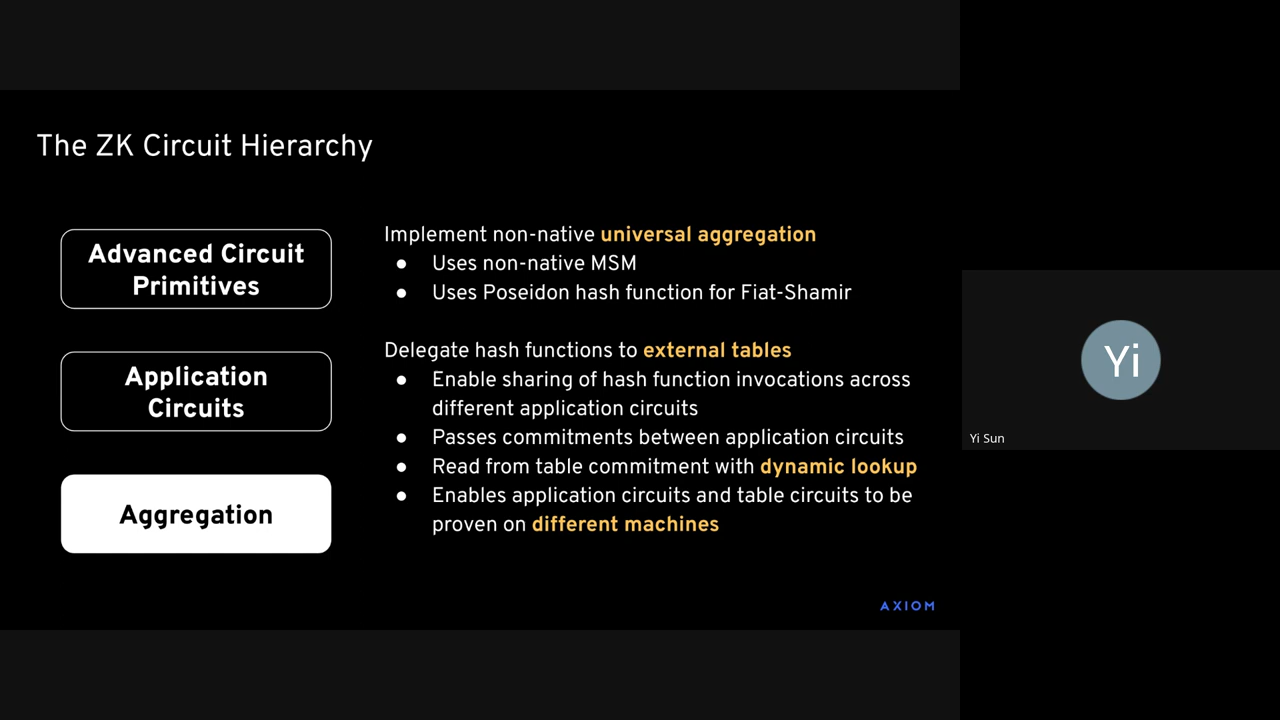 The ZK Circuit Hierarchy
Advanced Circuit
Primitives
Application
Circuits
Aggregation
Implement non-native universal aggregation
● Uses non-native MSM
● Uses Poseidon hash function for Fiat-Shamir
Delegate hash functions to external tables
● Enable sharing of hash function invocations across
different application circuits
● Passes commitments between application circuits
● Read from table commitment with dynamic lookup
● Enables application circuits and table circuits to be
proven on different machines
AXIOM
Yi
Yi Sun